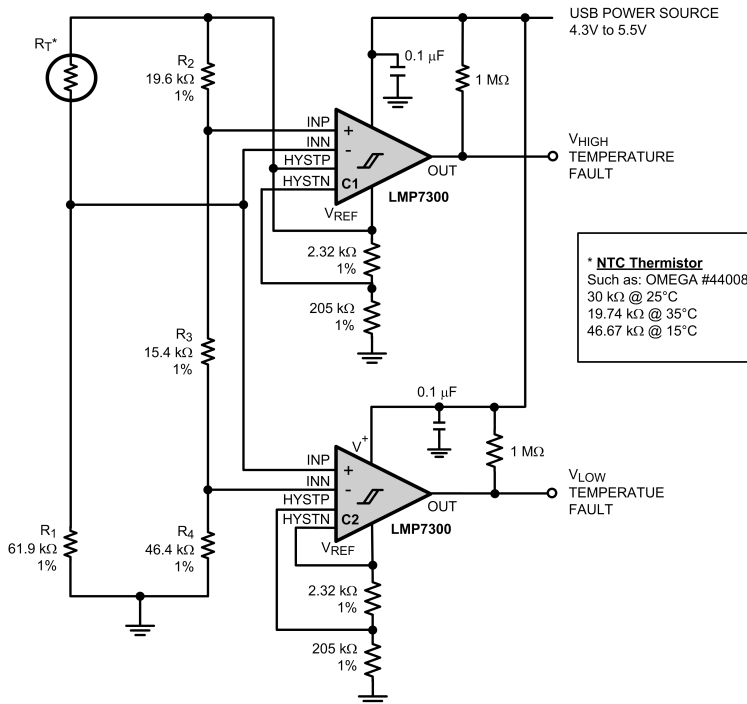 USB POWER SOURCE
4.3V to 5.5V
RT*
R2
19.6 kΩ
1%
0.1 μF
1 MΩ
INP
INN
HYSTP
HYSTN
+
-
C1
OUT
LMP7300
VREF
VHIGH
TEMPERATURE
FAULT
2.32 kΩ
1%
205 kΩ
1%
* NTC Thermistor
Such as: OMEGA #44008
30 kΩ @ 25°C
19.74 kΩ @ 35°C
46.67 kΩ @ 15°C
R3
15.4 kΩ
1%
0.1 μF
V+
1 MΩ
INP
INN
HYSTP
HYSTN
+
-
C2
OUT
LMP7300
VREF
VLOW
TEMPERATUE
FAULT
R1
61.9 kΩ
1%
R4
46.4 kΩ
1%
2.32 kΩ
1%
205 kΩ
1%